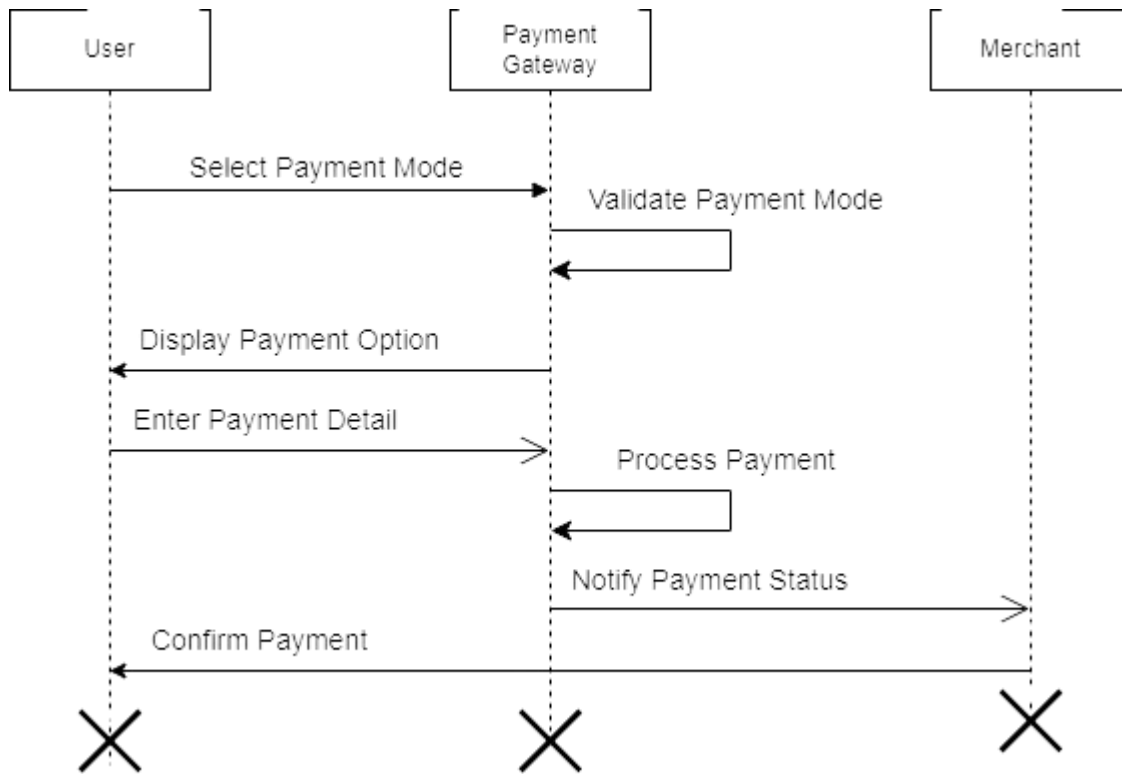 User
Payment
Gateway
Merchant
Select Payment Mode
Validate Payment Mode
Display Payment Option
Enter Payment Detail
Process Payment
Notify Payment Status
Confirm Payment